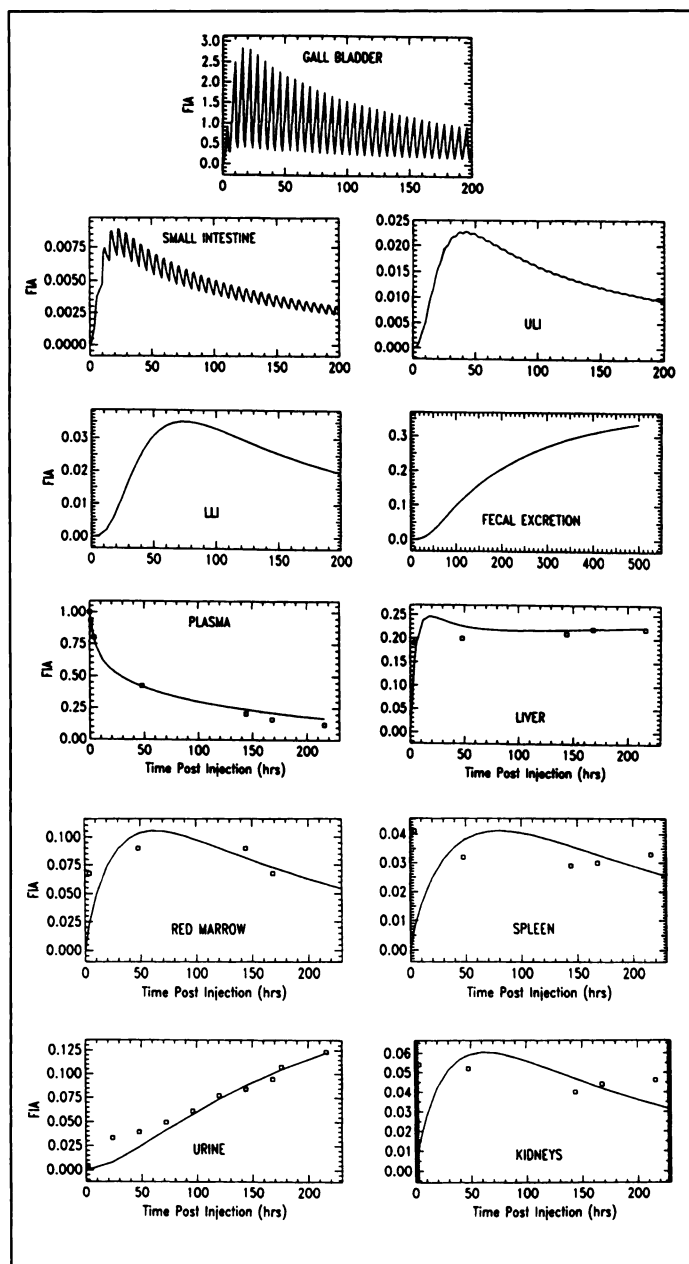 GALL BLADDER
FIA
3.0
2.5
2.0
1.5
1.0
0.5
0.0
0 50 100 150 200
SMALL INTESTINE
FIA
0.0075
0.0050
0.0025
0.0000
0 50 100 150 200
ULI
0.025
0.020
0.015
0.010
0.005
0.000
0 50 100 150 200
LLI
FIA
0.03
0.02
0.01
0.00
0 50 100 150 200
FECAL EXCRETION
0.3
0.2
0.1
0.0
0 100 200 300 400 500
PLASMA
FIA
1.00
0.75
0.50
0.25
0.00
0 50 100 150 200
Time Post Injection (hrs)
LIVER
0.25
0.20
0.15
0.10
0.05
0.00
0 50 100 150 200
Time Post Injection (hrs)
RED MARROW
FIA
0.100
0.075
0.050
0.025
0.000
0 50 100 150 200
Time Post Injection (hrs)
SPLEEN
0.04
0.03
0.02
0.01
0.00
0 50 100 150 200
Time Post Injection (hrs)
URINE
FIA
0.125
0.100
0.075
0.050
0.025
0.000
0 50 100 150 200
Time Post Injection (hrs)
KIDNEYS
0.06
0.05
0.04
0.03
0.02
0.01
0.00
0 50 100 150 200
Time Post Injection (hrs)